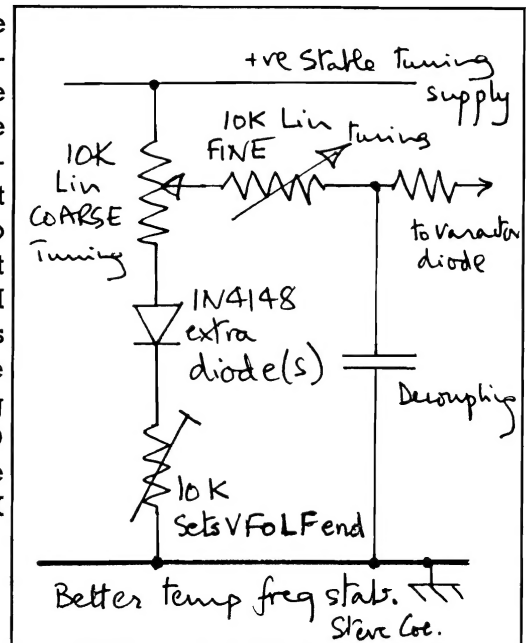 +ve Stable tuning
supply
10K Lin
FINE
tuning
10K
Lin
COARSE
Tuning
to varactor
diode
1N4148
extra
diode(s)
Decoupling
10K
Sets VFO LF end
Better temp freq stab.
Steve Coe.